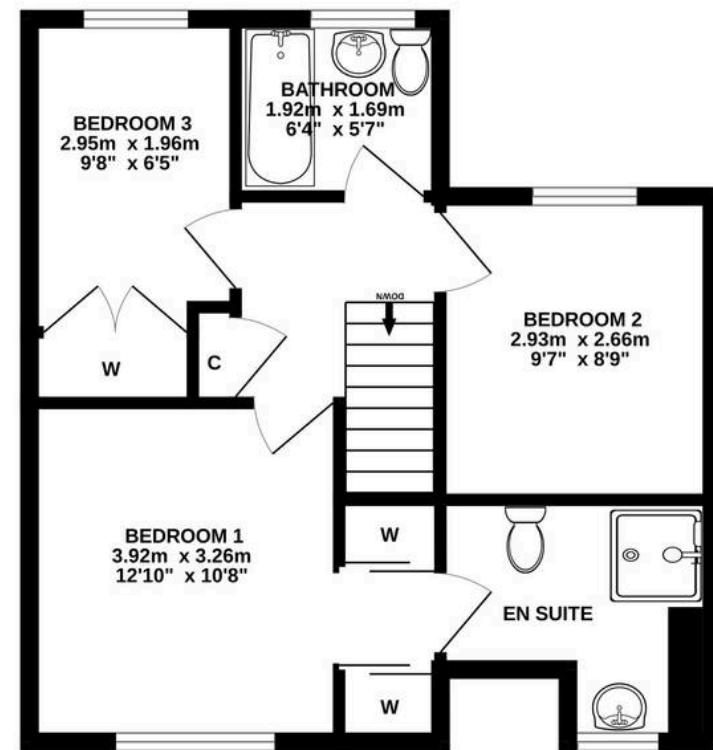 BATHROOM
1.92m x 1.69m
6'4" x 5'7"
BEDROOM 3
2.95m x 1.96m
9'8" x 6'5"
DOWN
BEDROOM 2
2.93m x 2.66m
9'7" x 8'9"
W
C
BEDROOM 1
3.92m x 3.26m
12'10" x 10'8"
W
EN SUITE
W